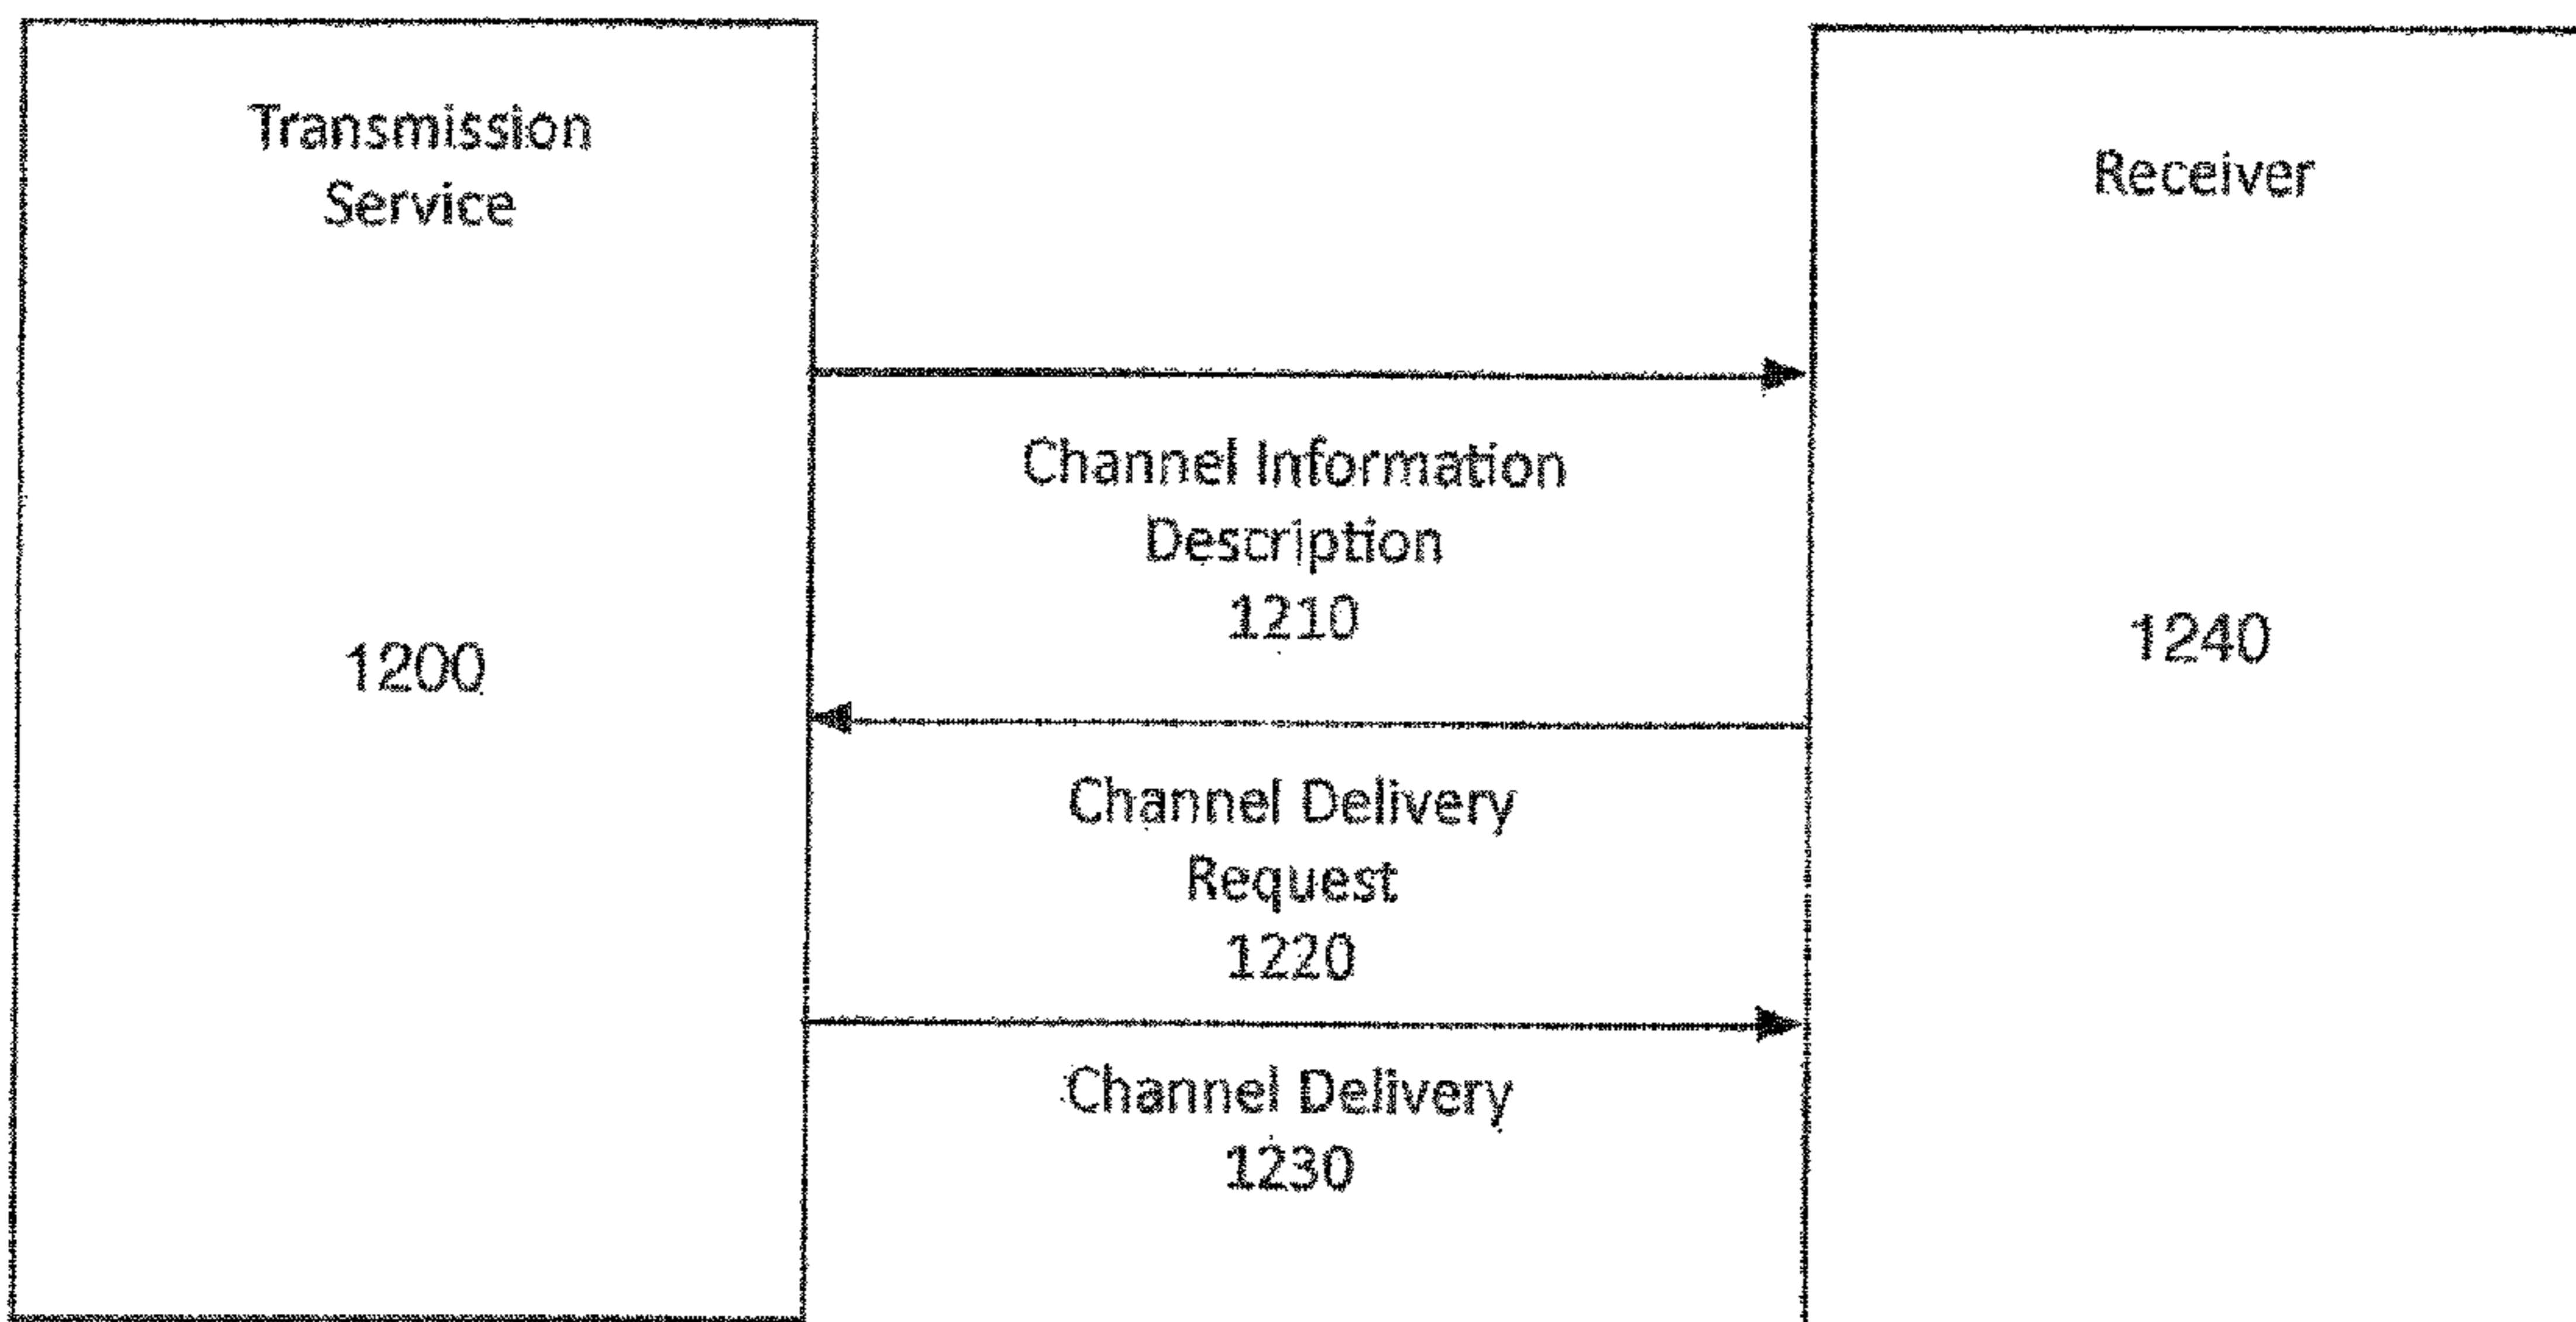 Transmission
Service
1200
Channel Information
Description
1210
Channel Delivery
Request
1220
Channel Delivery
1230
Receiver
1240